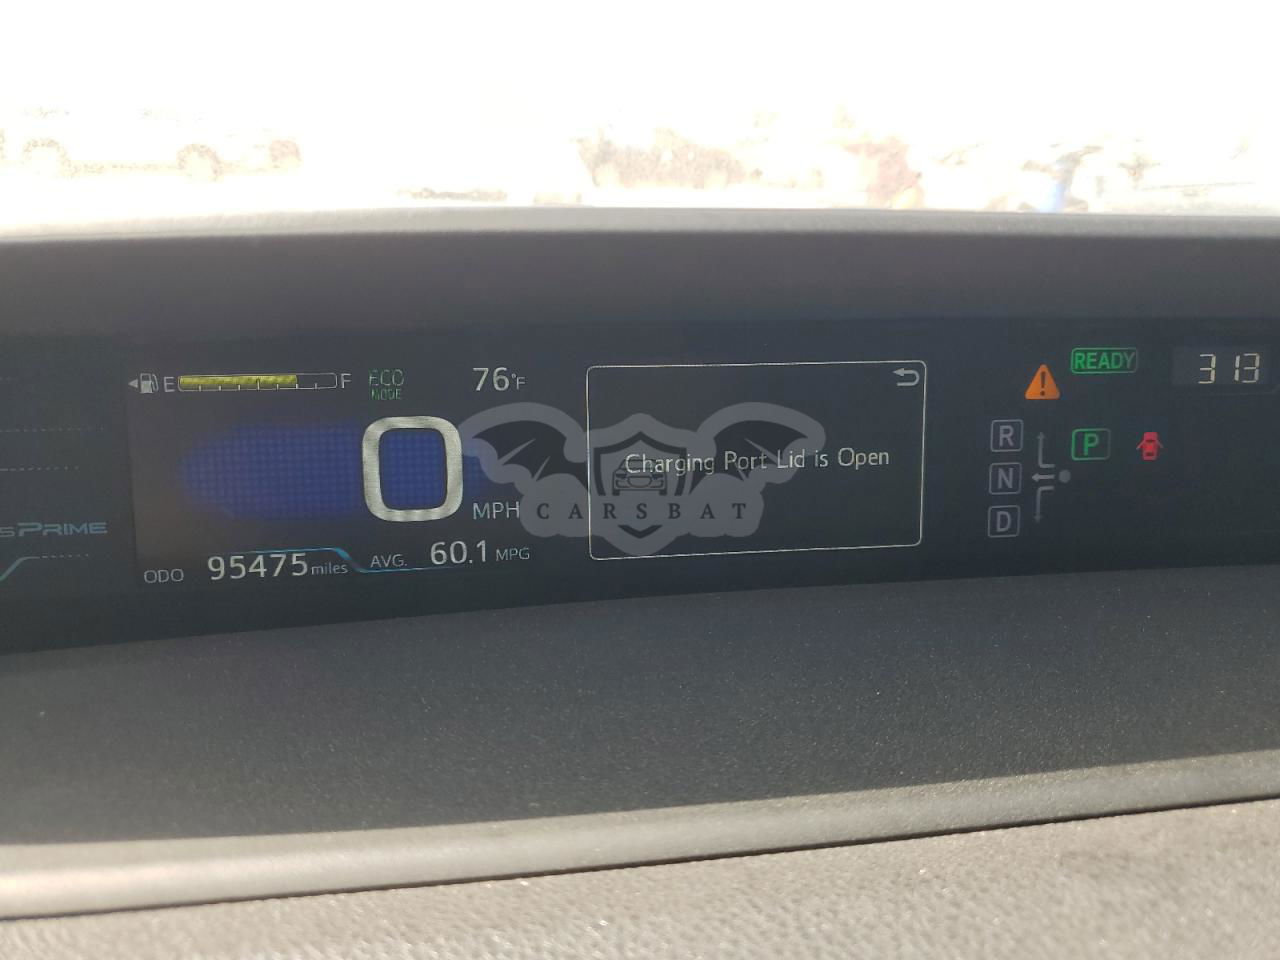 E F ECO MODE 76°F
0 MPH
ODO 95475 miles AVG. 60.1 MPG
PRIME
Charging Port Lid is Open
CARSBAT
READY
313
R
N
D
P